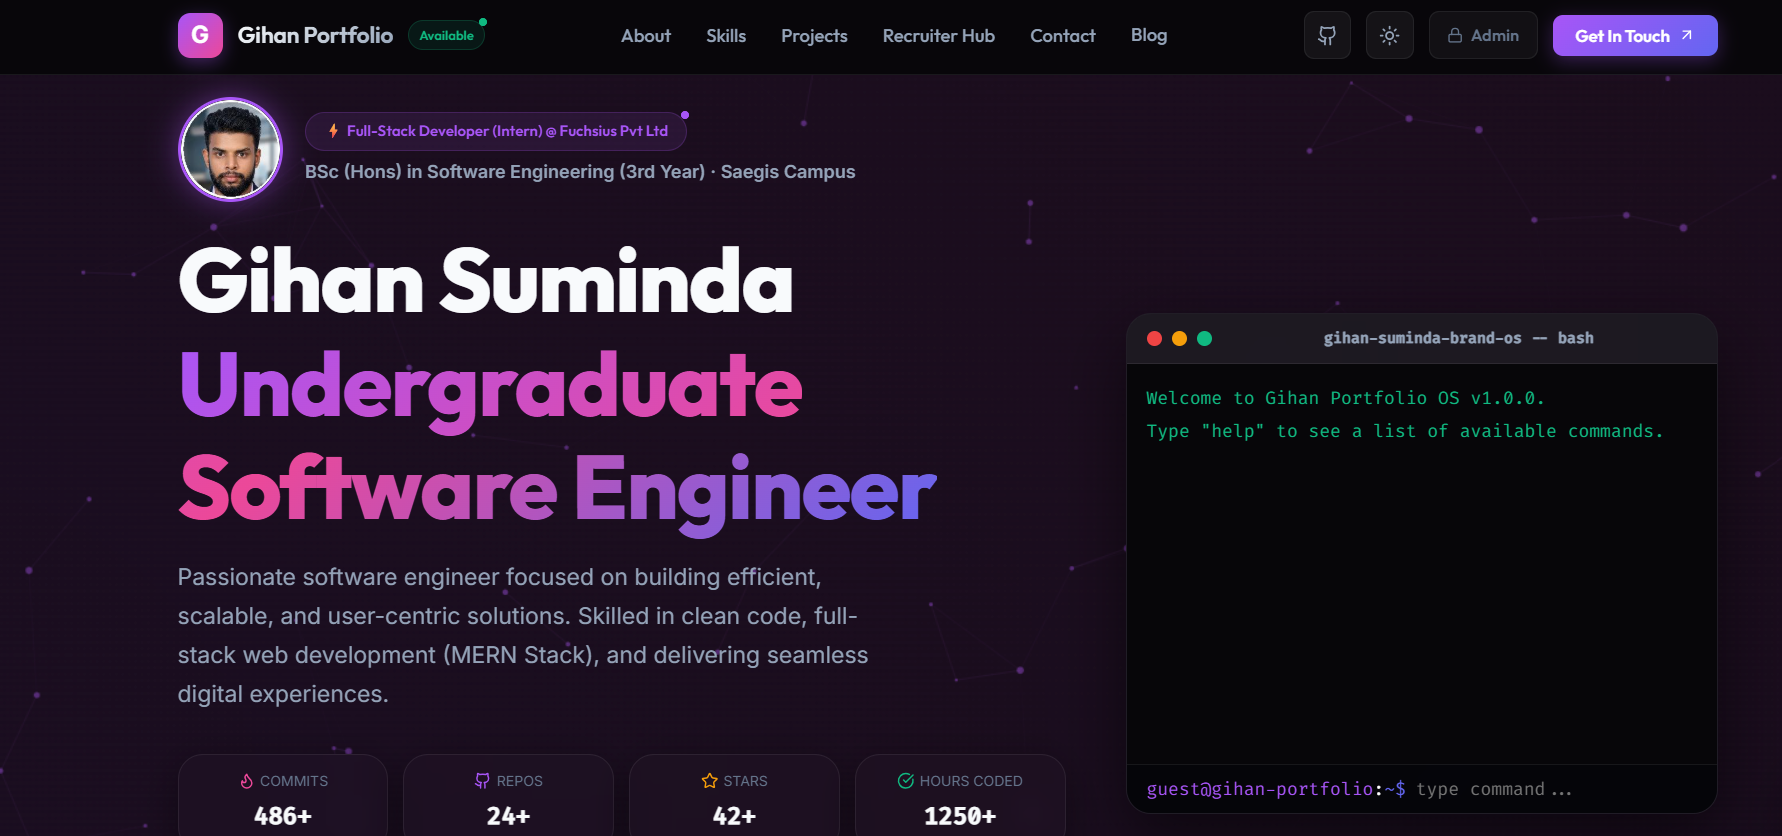 G Gihan Portfolio Available About Skills Projects Recruiter Hub Contact Blog Admin Get In Touch
Full-Stack Developer (Intern) @ Fuchsius Pvt Ltd
BSc (Hons) in Software Engineering (3rd Year) · Saegis Campus
Gihan Suminda
Undergraduate
Software Engineer
Passionate software engineer focused on building efficient,
scalable, and user-centric solutions. Skilled in clean code, full-
stack web development (MERN Stack), and delivering seamless
digital experiences.
COMMITS REPOS STARS HOURS CODED
486+ 24+ 42+ 1250+
gihan-suminda-brand-os -- bash
Welcome to Gihan Portfolio OS v1.0.0.
Type "help" to see a list of available commands.
guest@gihan-portfolio:~$ type command...